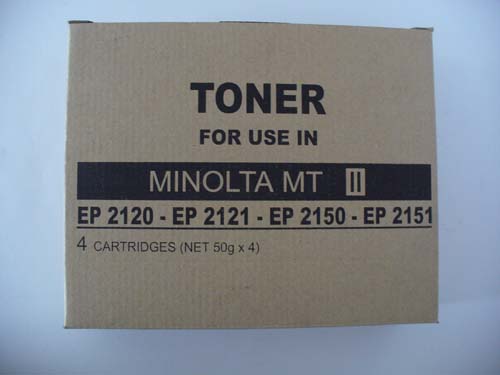 TONER
FOR USE IN
MINOLTA MT II
EP 2120 - EP 2121 - EP 2150 - EP 2151
4 CARTRIDGES (NET 50g x 4)